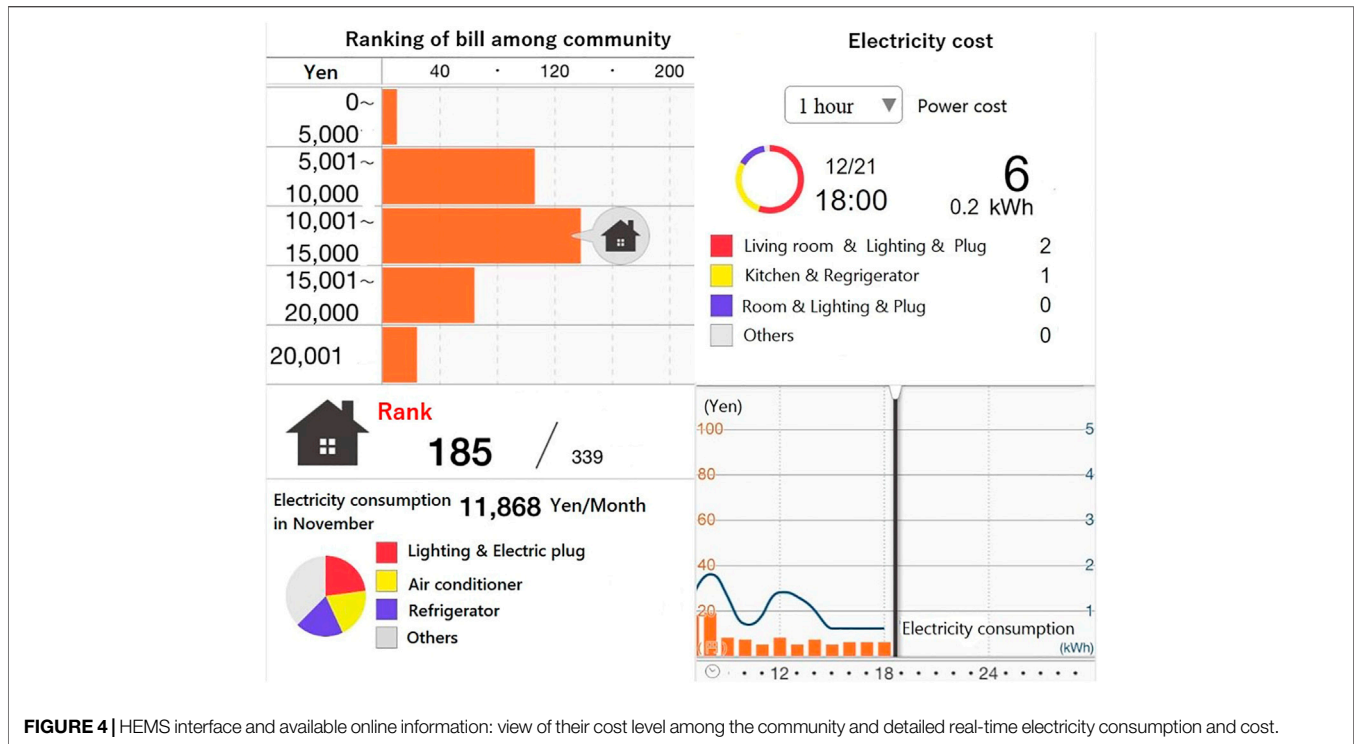 Ranking of bill among community
Yen 40 · 120 · 200
0~
5,000
5,001~
10,000
10,001~
15,000
15,001~
20,000
20,001
Rank
185 / 339
Electricity consumption 11,868 Yen/Month
in November
Lighting & Electric plug
Air conditioner
Refrigerator
Others
Electricity cost
1 hour ▼ Power cost
12/21
18:00
6
0.2 kWh
Living room & Lighting & Plug 2
Kitchen & Regrigerator 1
Room & Lighting & Plug 0
Others 0
(Yen)
100 5
80 4
60 3
40 2
20 1
Electricity consumption
(kWh)
· · 12 · · · · · 18 · · · · · 24 · · · · ·
FIGURE 4 | HEMS interface and available online information: view of their cost level among the community and detailed real-time electricity consumption and cost.